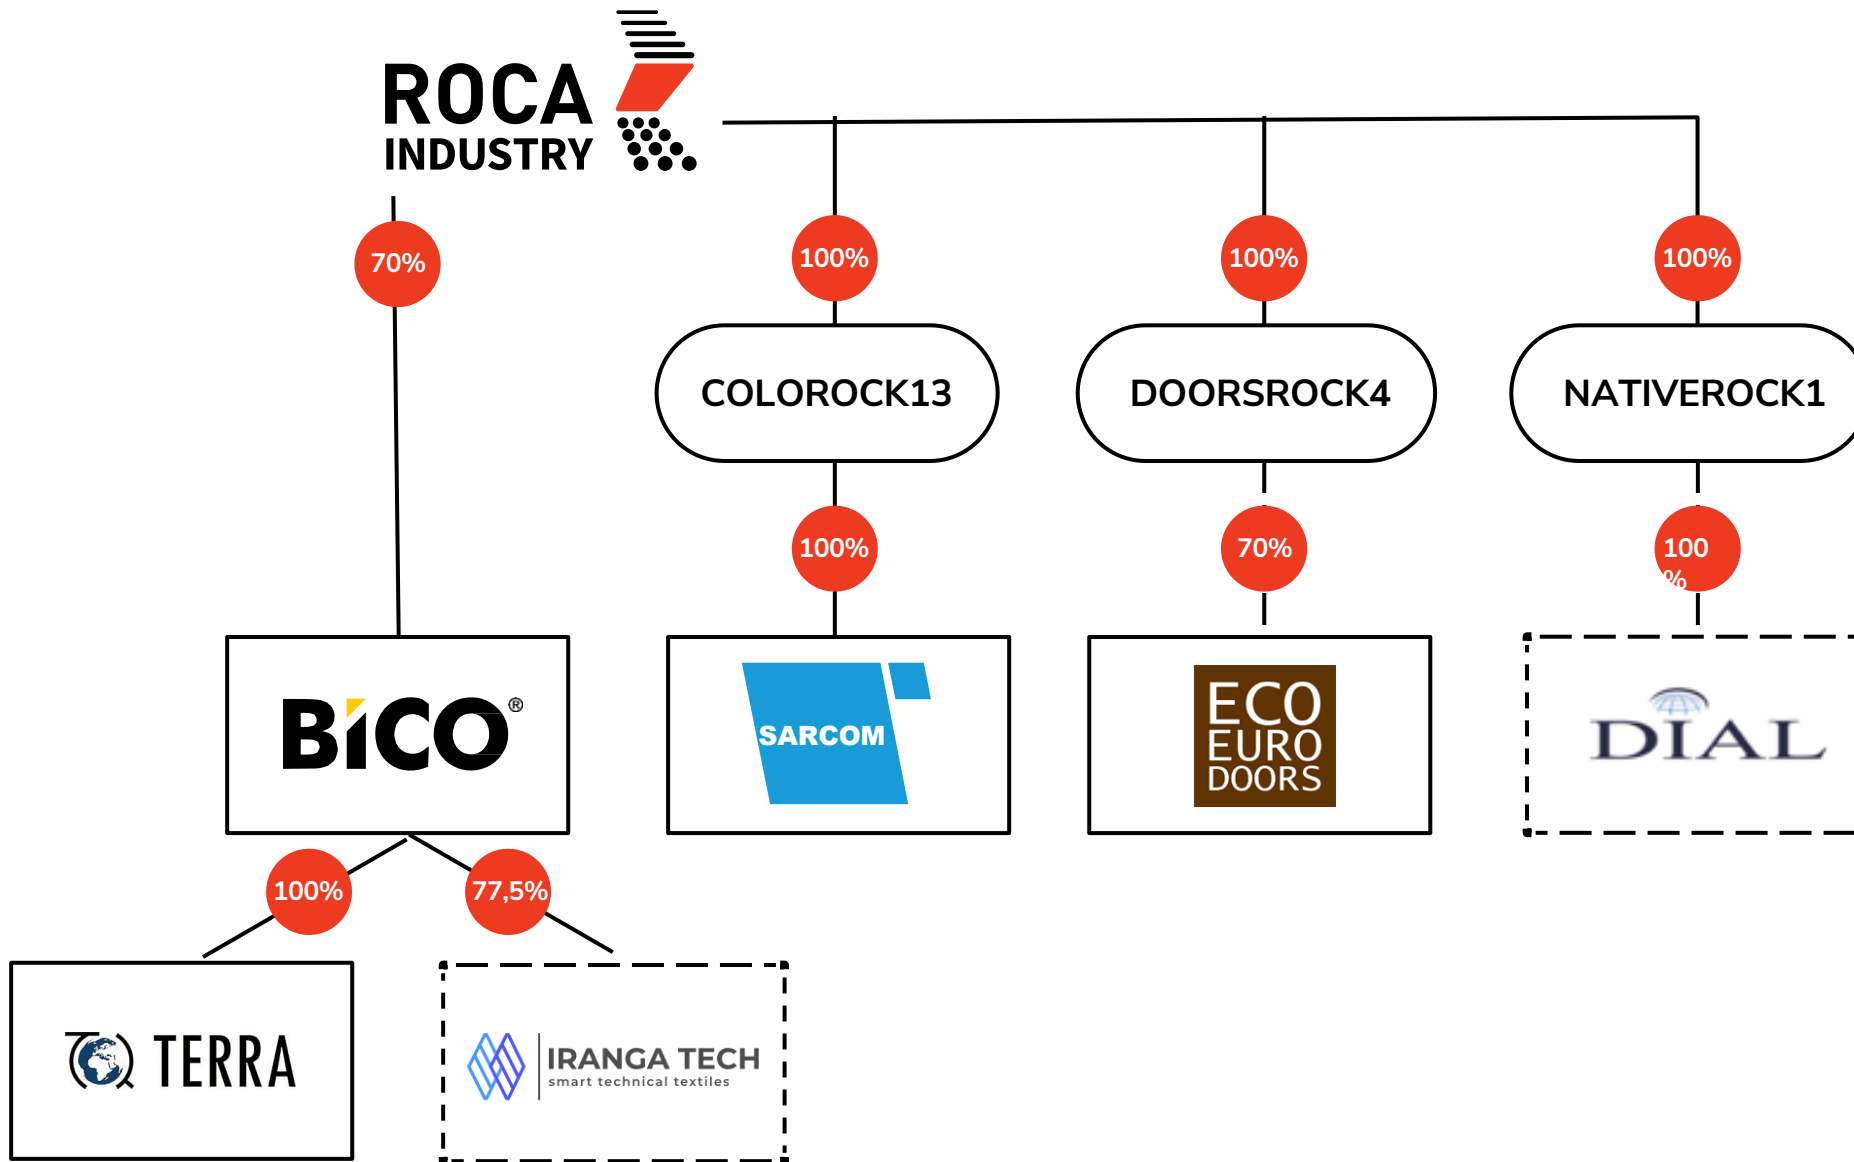 ROCA
INDUSTRY
70%
100%
100%
100%
COLOROCK13
DOORSROCK4
NATIVEROCK1
100%
70%
100
%
BiCO®
SARCOM
ECO
EURO
DOORS
DIAL
100%
77,5%
TERRA
IRANGA TECH
smart technical textiles